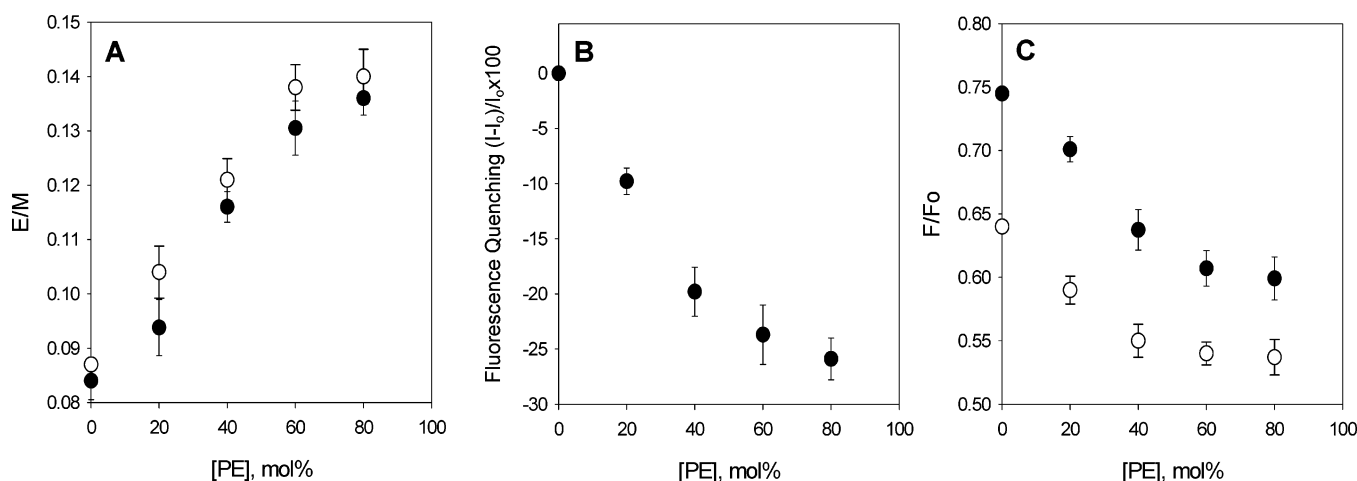 A
E/M
0.15
0.14
0.13
0.12
0.11
0.10
0.09
0.08
0 20 40 60 80 100
[PE], mol%
B
Fluorescence Quenching (I-Io)/Iox100
0
-5
-10
-15
-20
-25
-30
0 20 40 60 80 100
[PE], mol%
C
F/Fo
0.80
0.75
0.70
0.65
0.60
0.55
0.50
0 20 40 60 80 100
[PE], mol%